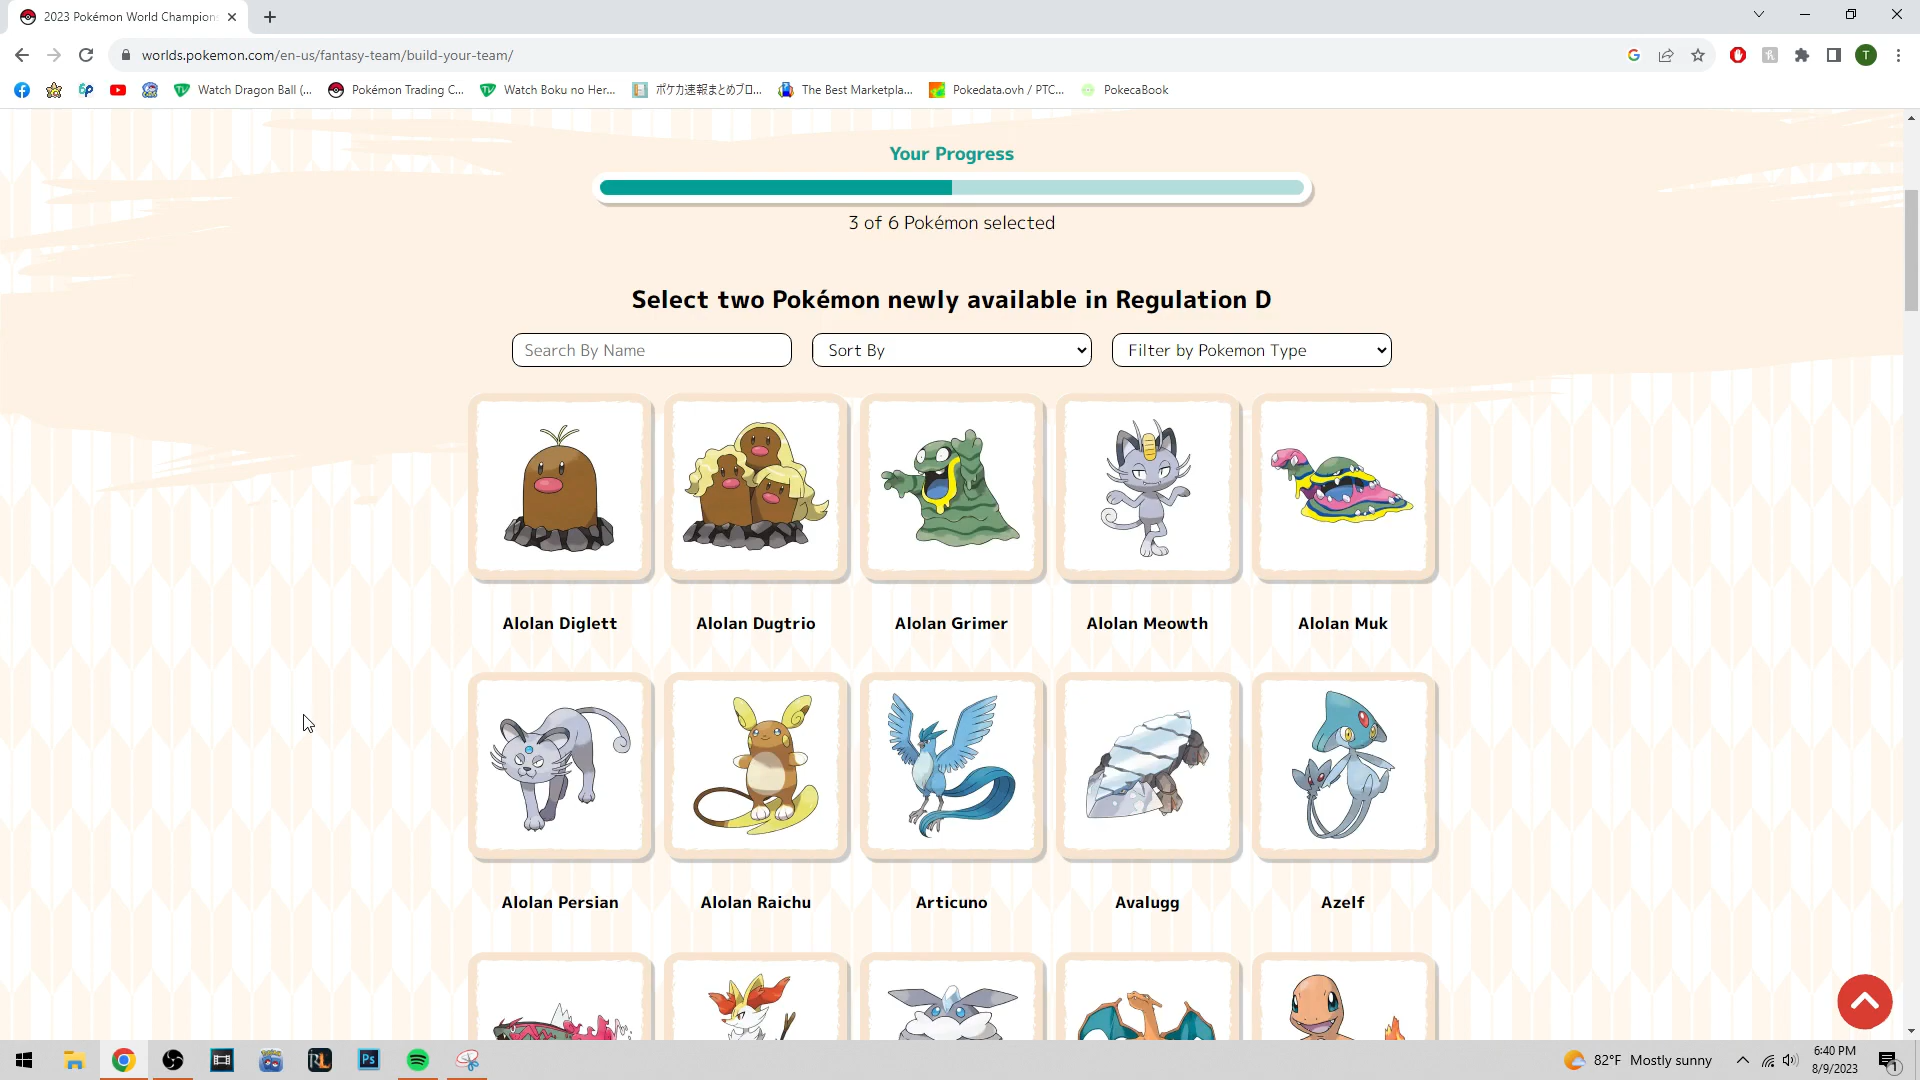 2023 Pokémon World Champion
worlds.pokemon.com/en-us/fantasy-team/build-your-team/
T
Watch Dragon Ball (...
Pokémon Trading C...
Watch Boku no Her...
ポケカ速報まとめブロ...
The Best Marketpla...
Pokedata.ovh / PTC...
PokecaBook
Your Progress
3 of 6 Pokémon selected
Select two Pokémon newly available in Regulation D
Search By Name
Sort By
Filter by Pokemon Type
Alolan Diglett
Alolan Dugtrio
Alolan Grimer
Alolan Meowth
Alolan Muk
Alolan Persian
Alolan Raichu
Articuno
Avalugg
Azelf
RL
Ps
82°F Mostly sunny
6:40 PM
8/9/2023
1